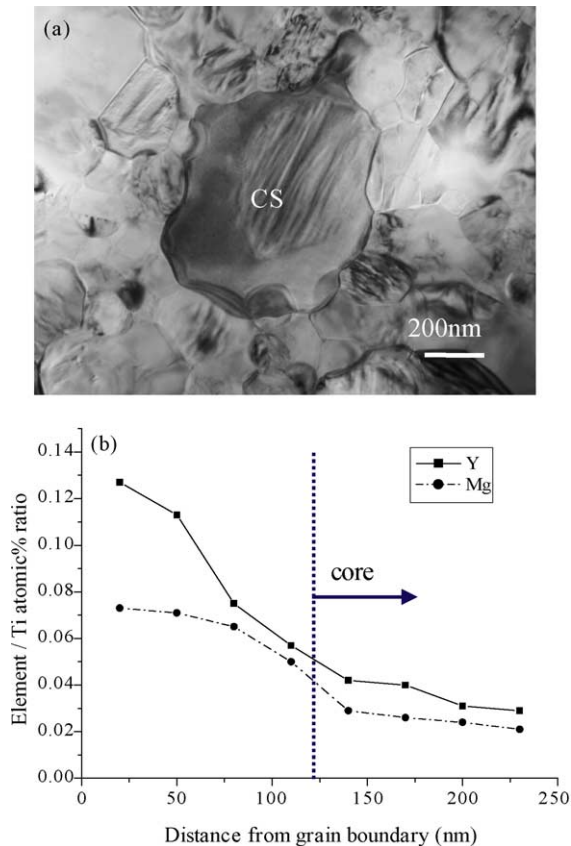 (a)
CS
200nm
(b)
0.14
0.12
0.10
0.08
0.06
0.04
0.02
0.00
Element / Ti atomic% ratio
Y
Mg
core
0
50
100
150
200
250
Distance from grain boundary (nm)